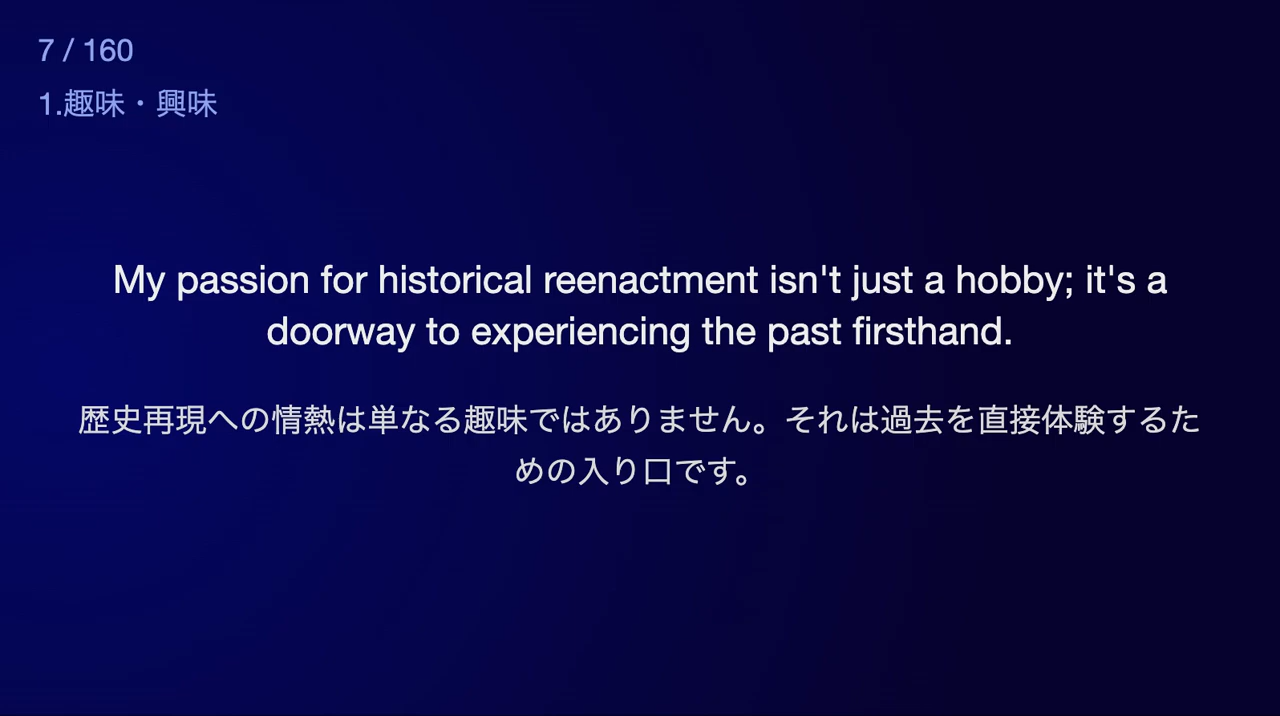 7 / 160
1.趣味・興味
My passion for historical reenactment isn't just a hobby; it's a
doorway to experiencing the past firsthand.
歴史再現への情熱は単なる趣味ではありません。それは過去を直接体験するた
めの入り口です。